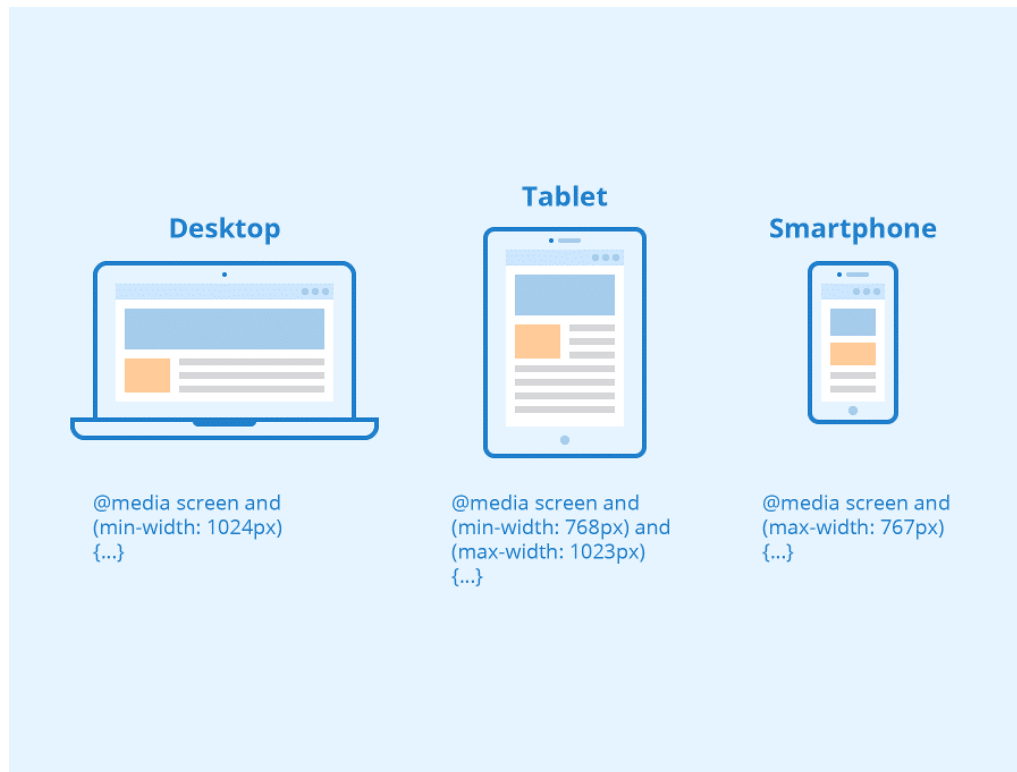 Desktop
@media screen and
(min-width: 1024px)
{...}
Tablet
@media screen and
(min-width: 768px) and
(max-width: 1023px)
{...}
Smartphone
@media screen and
(max-width: 767px)
{...}